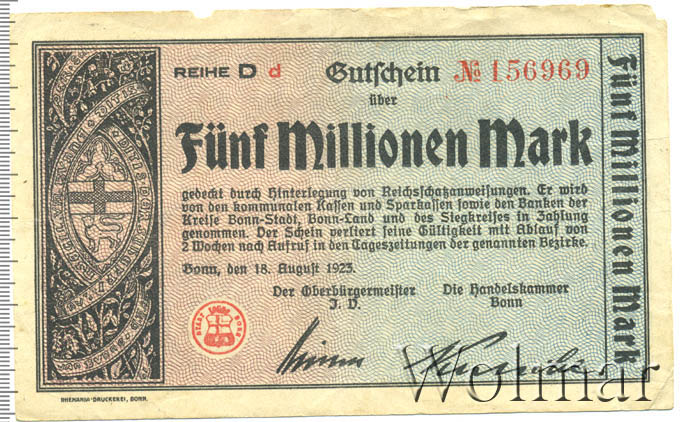 REIHE D d Gutschein № 156969
über
Fünf Millionen Mark
gedeckt durch Hinterlegung von Reichsschatzanweisungen. Er wird
von den kommunalen Kassen und Sparkassen sowie den Banken der
Kreise Bonn-Stadt, Bonn-Land und des Siegkreises in Zahlung
genommen. Der Schein verliert seine Gültigkeit mit Ablauf von
2 Wochen nach Aufruf in den Tageszeitungen der genannten Bezirke.
Bonn, den 18. August 1923.
Der Oberbürgermeister
J. V.
Die Handelskammer
Bonn
STADT BONN
Fünf Millionen Mark
RHENANIA-DRUCKEREI, BONN.
Wolmar